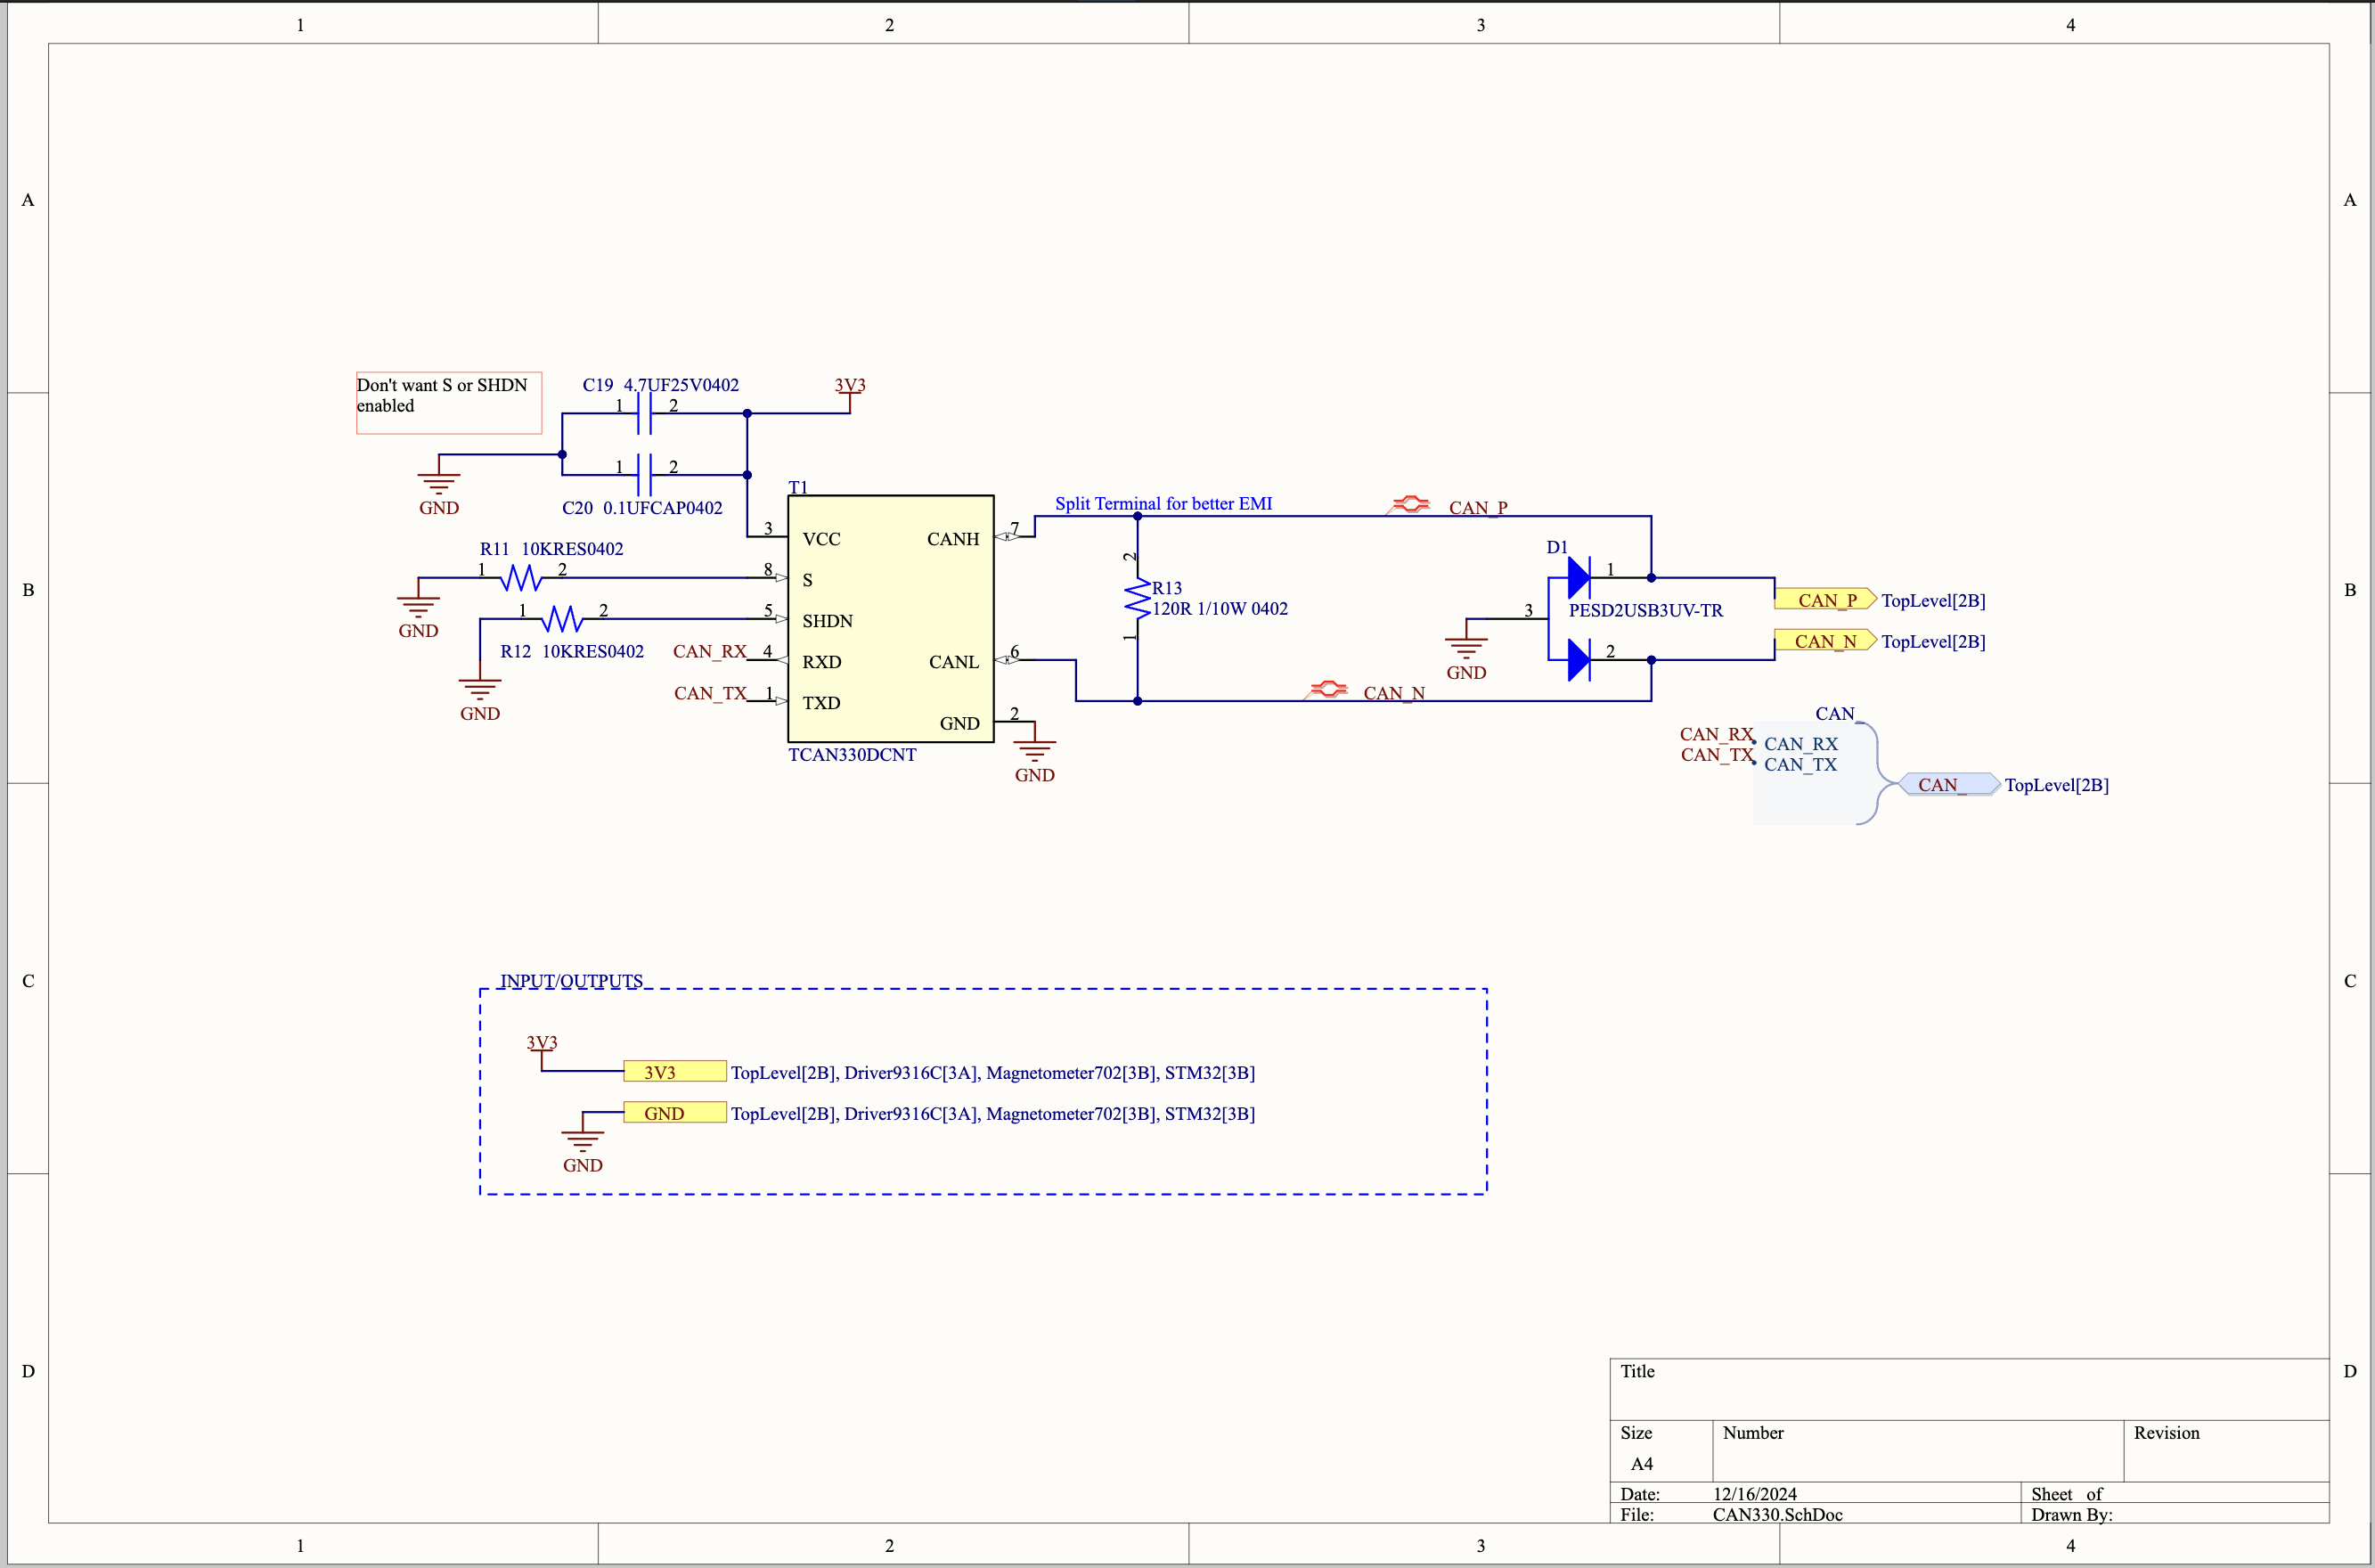 1 2 3 4
A A
Don't want S or SHDN
enabled
C19 4.7UF25V0402
3V3
1 2
GND
1 2
C20 0.1UFCAP0402
T1
Split Terminal for better EMI
CAN_P
3 VCC
CANH 7
R11 10KRES0402
1 2
8 S
GND
1 2
5 SHDN
R12 10KRES0402
GND
CAN_RX 4 RXD
CAN_TX 1 TXD
CANL 6
GND 2
GND
TCAN330DCNT
2
R13
120R 1/10W 0402
1
CAN_N
D1
1
PESD2USB3UV-TR
3
GND
2
CAN_P TopLevel[2B]
CAN_N TopLevel[2B]
B B
CAN
CAN_RX CAN_RX
CAN_TX CAN_TX
CAN_ TopLevel[2B]
C C
INPUT/OUTPUTS
3V3
3V3 TopLevel[2B], Driver9316C[3A], Magnetometer702[3B], STM32[3B]
GND TopLevel[2B], Driver9316C[3A], Magnetometer702[3B], STM32[3B]
GND
D D
Title
Size Number Revision
A4
Date: 12/16/2024 Sheet of
File: CAN330.SchDoc Drawn By:
1 2 3 4